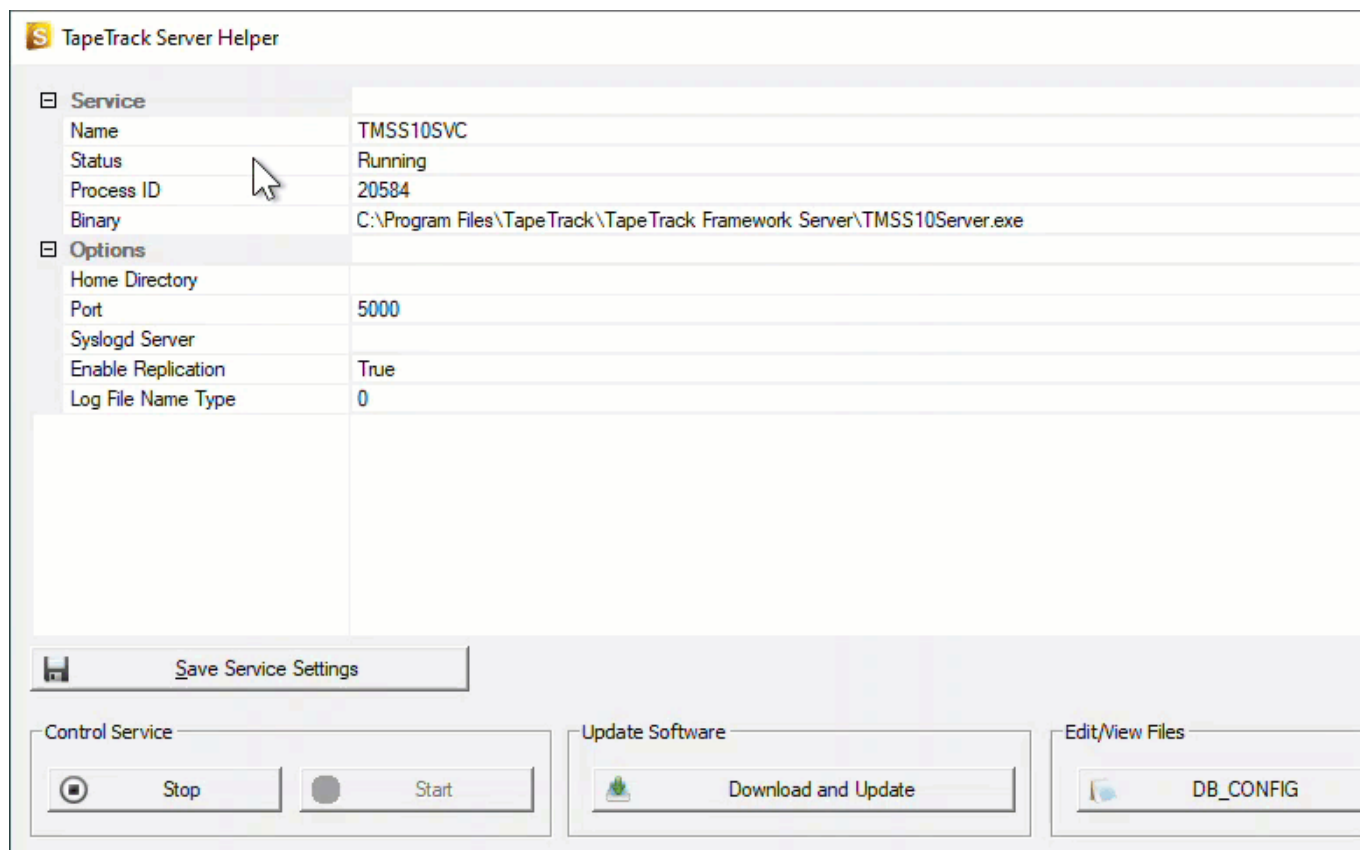 TapeTrack Server Helper
Service
Name TMSS10SVC
Status Running
Process ID 20584
Binary C:\Program Files\TapeTrack\TapeTrack Framework Server\TMSS10Server.exe
Options
Home Directory
Port 5000
Syslogd Server
Enable Replication True
Log File Name Type 0
Save Service Settings
Control Service Update Software Edit/View Files
Stop Start Download and Update DB_CONFIG